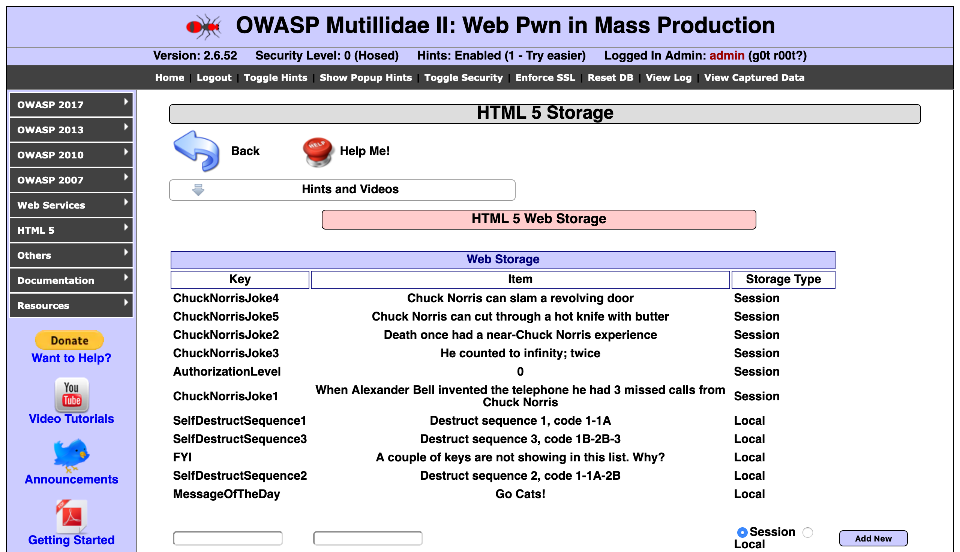 OWASP Mutillidae II: Web Pwn in Mass Production
Version: 2.6.52 Security Level: 0 (Hosed) Hints: Enabled (1 - Try easier) Logged In Admin: admin (g0t r00t?)
Home | Logout | Toggle Hints | Show Popup Hints | Toggle Security | Enforce SSL | Reset DB | View Log | View Captured Data
OWASP 2017
OWASP 2013
OWASP 2010
OWASP 2007
Web Services
HTML 5
Others
Documentation
Resources
Donate
Want to Help?
You
Tube
Video Tutorials
Announcements
Getting Started
HTML 5 Storage
Back
HELP
Help Me!
Hints and Videos
HTML 5 Web Storage
Web Storage
Key Item Storage Type
ChuckNorrisJoke4 Chuck Norris can slam a revolving door Session
ChuckNorrisJoke5 Chuck Norris can cut through a hot knife with butter Session
ChuckNorrisJoke2 Death once had a near-Chuck Norris experience Session
ChuckNorrisJoke3 He counted to infinity; twice Session
AuthorizationLevel 0 Session
ChuckNorrisJoke1 When Alexander Bell invented the telephone he had 3 missed calls from Session
Chuck Norris
SelfDestructSequence1 Destruct sequence 1, code 1-1A Local
SelfDestructSequence3 Destruct sequence 3, code 1B-2B-3 Local
FYI A couple of keys are not showing in this list. Why? Local
SelfDestructSequence2 Destruct sequence 2, code 1-1A-2B Local
MessageOfTheDay Go Cats! Local
Session
Local
Add New